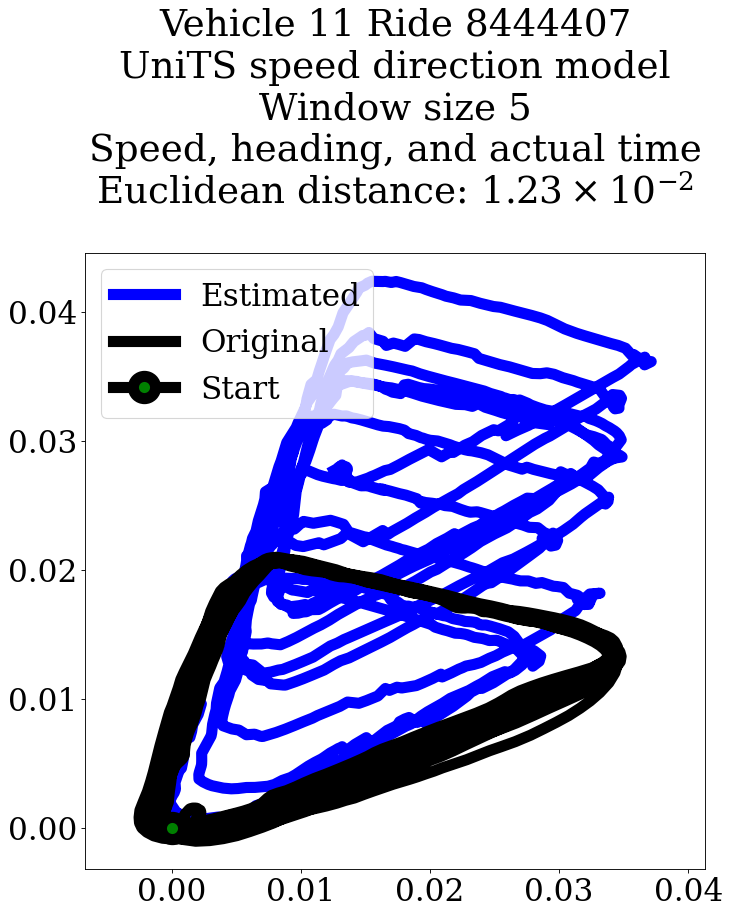 Vehicle 11 Ride 8444407
UniTS speed direction model
Window size 5
Speed, heading, and actual time
Euclidean distance: 1.23 × 10⁻²
Estimated
Original
Start
0.04
0.03
0.02
0.01
0.00
0.00 0.01 0.02 0.03 0.04